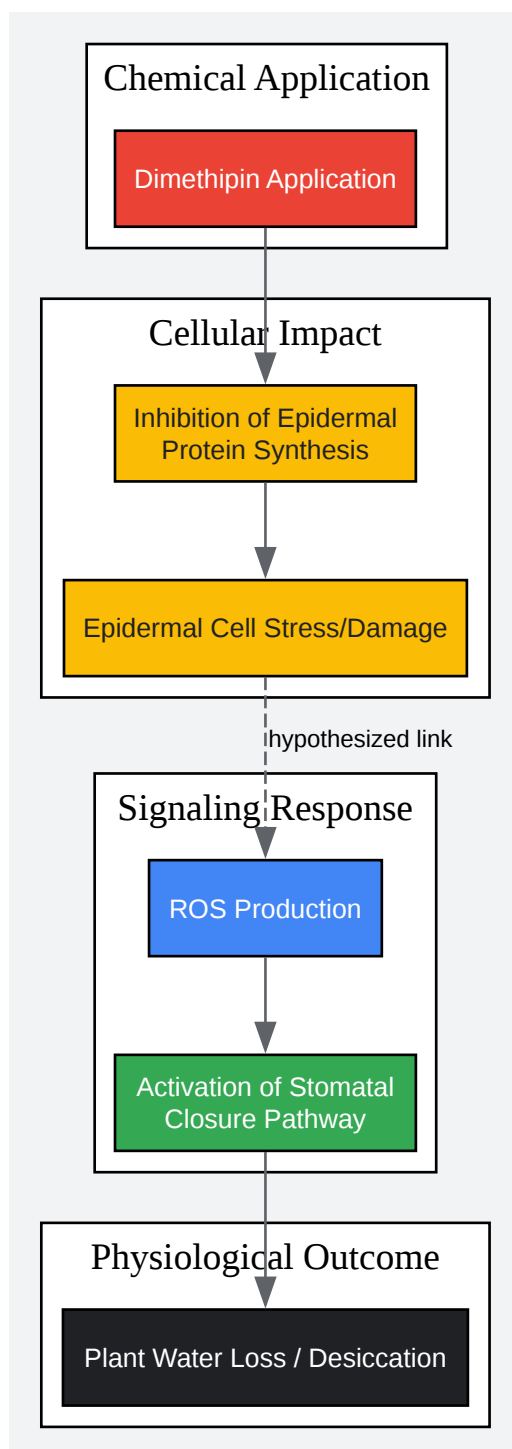 Chemical Application
Dimethipin Application
Cellular Impact
Inhibition of Epidermal
Protein Synthesis
Epidermal Cell Stress/Damage
hypothesized link
Signaling Response
ROS Production
Activation of Stomatal
Closure Pathway
Physiological Outcome
Plant Water Loss / Desiccation